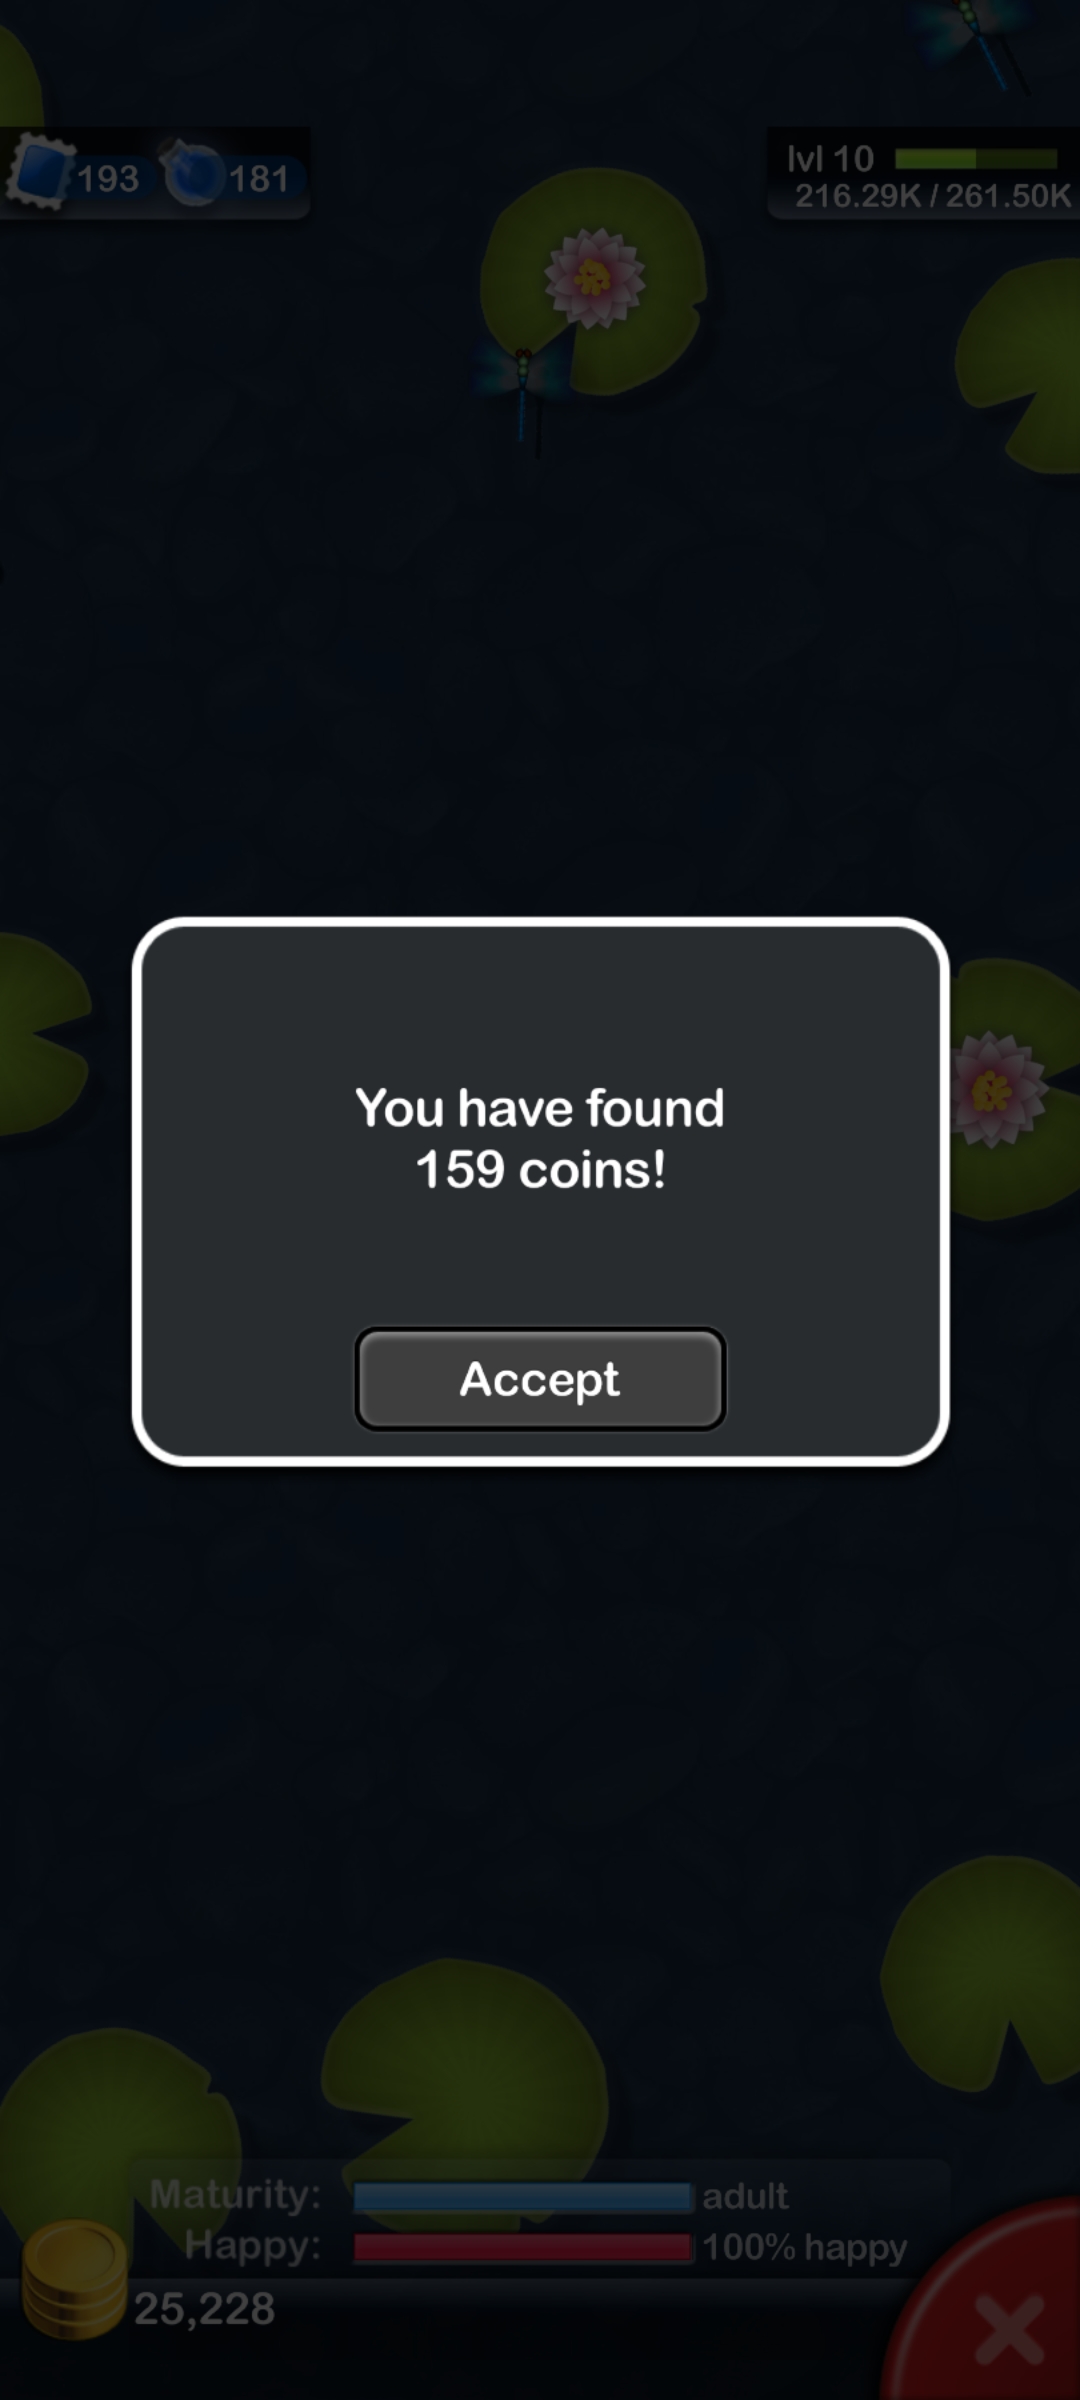 193 181
lvl 10
216.29K / 261.50K
You have found
159 coins!
Accept
Maturity: adult
Happy: 100% happy
25,228